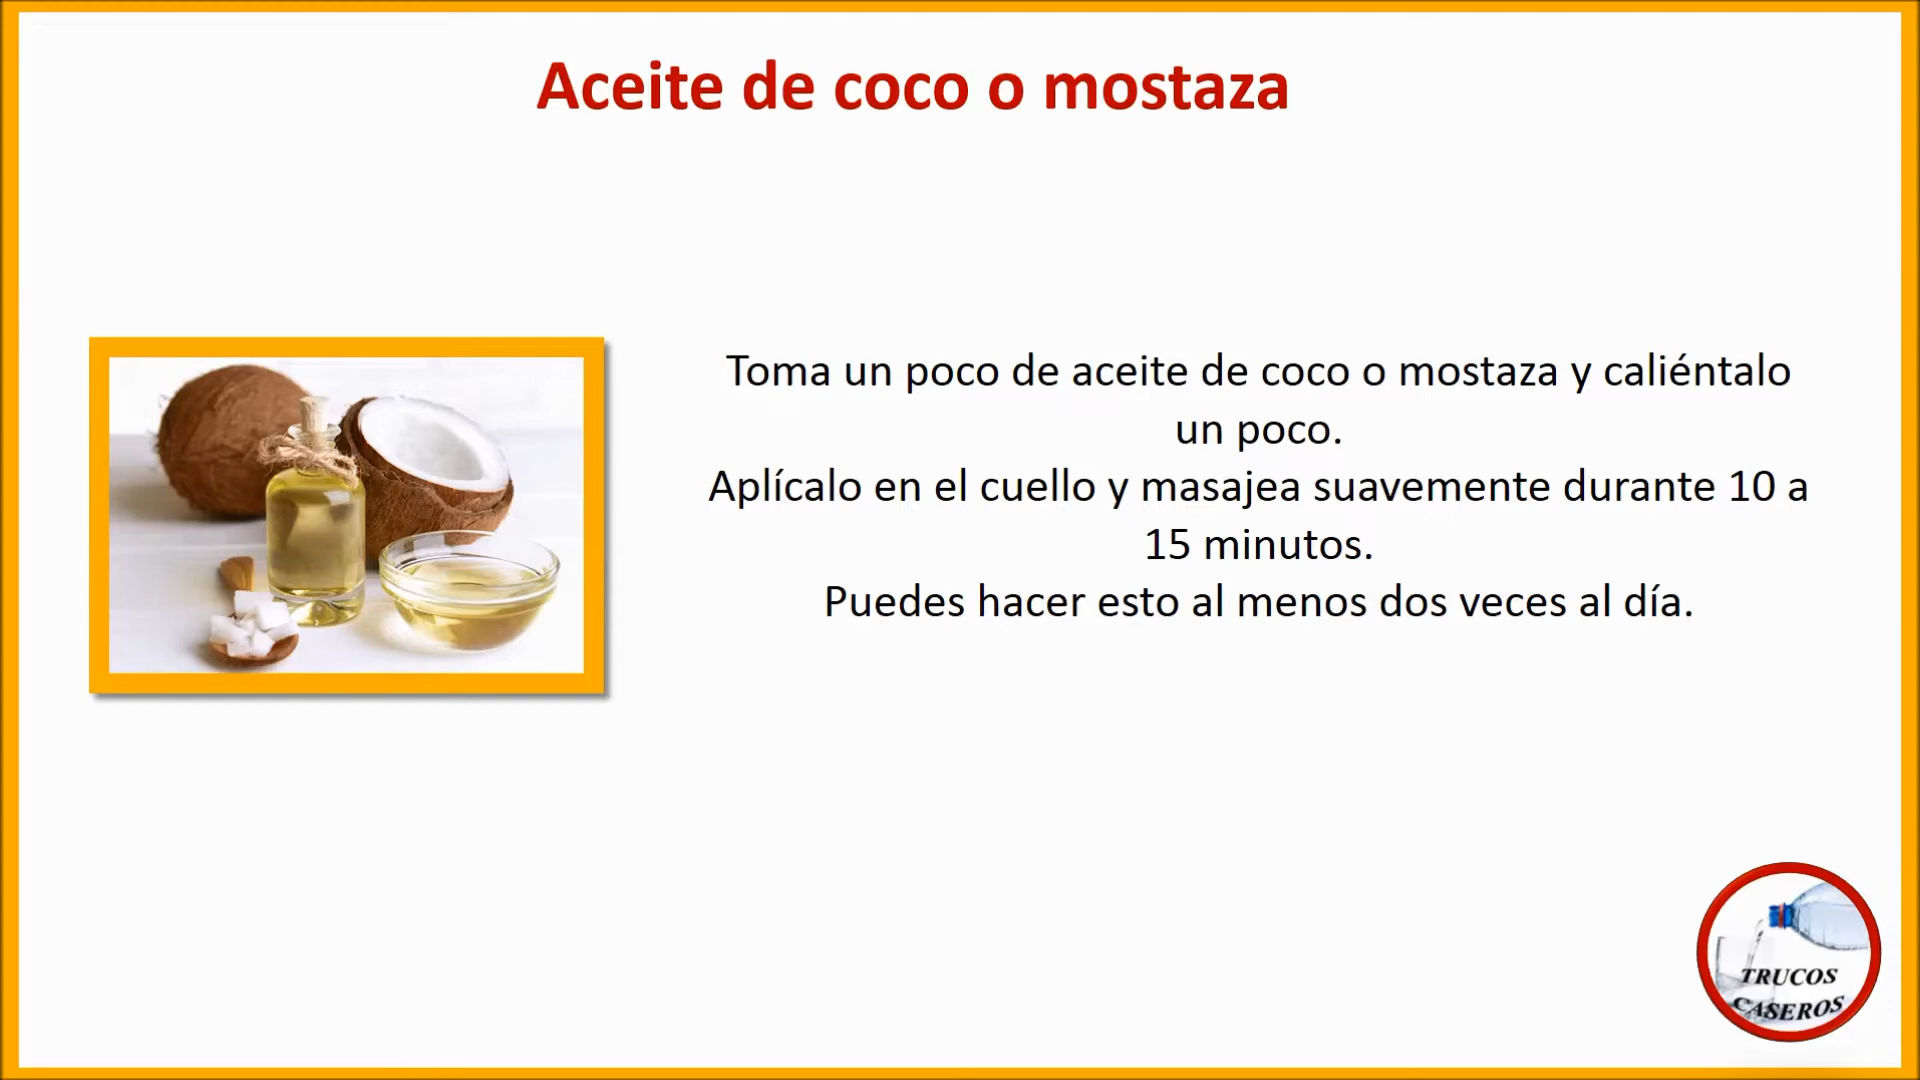 Aceite de coco o mostaza
Toma un poco de aceite de coco o mostaza y caliéntalo
un poco.
Aplícalo en el cuello y masajea suavemente durante 10 a
15 minutos.
Puedes hacer esto al menos dos veces al día.
TRUCOS
CASEROS